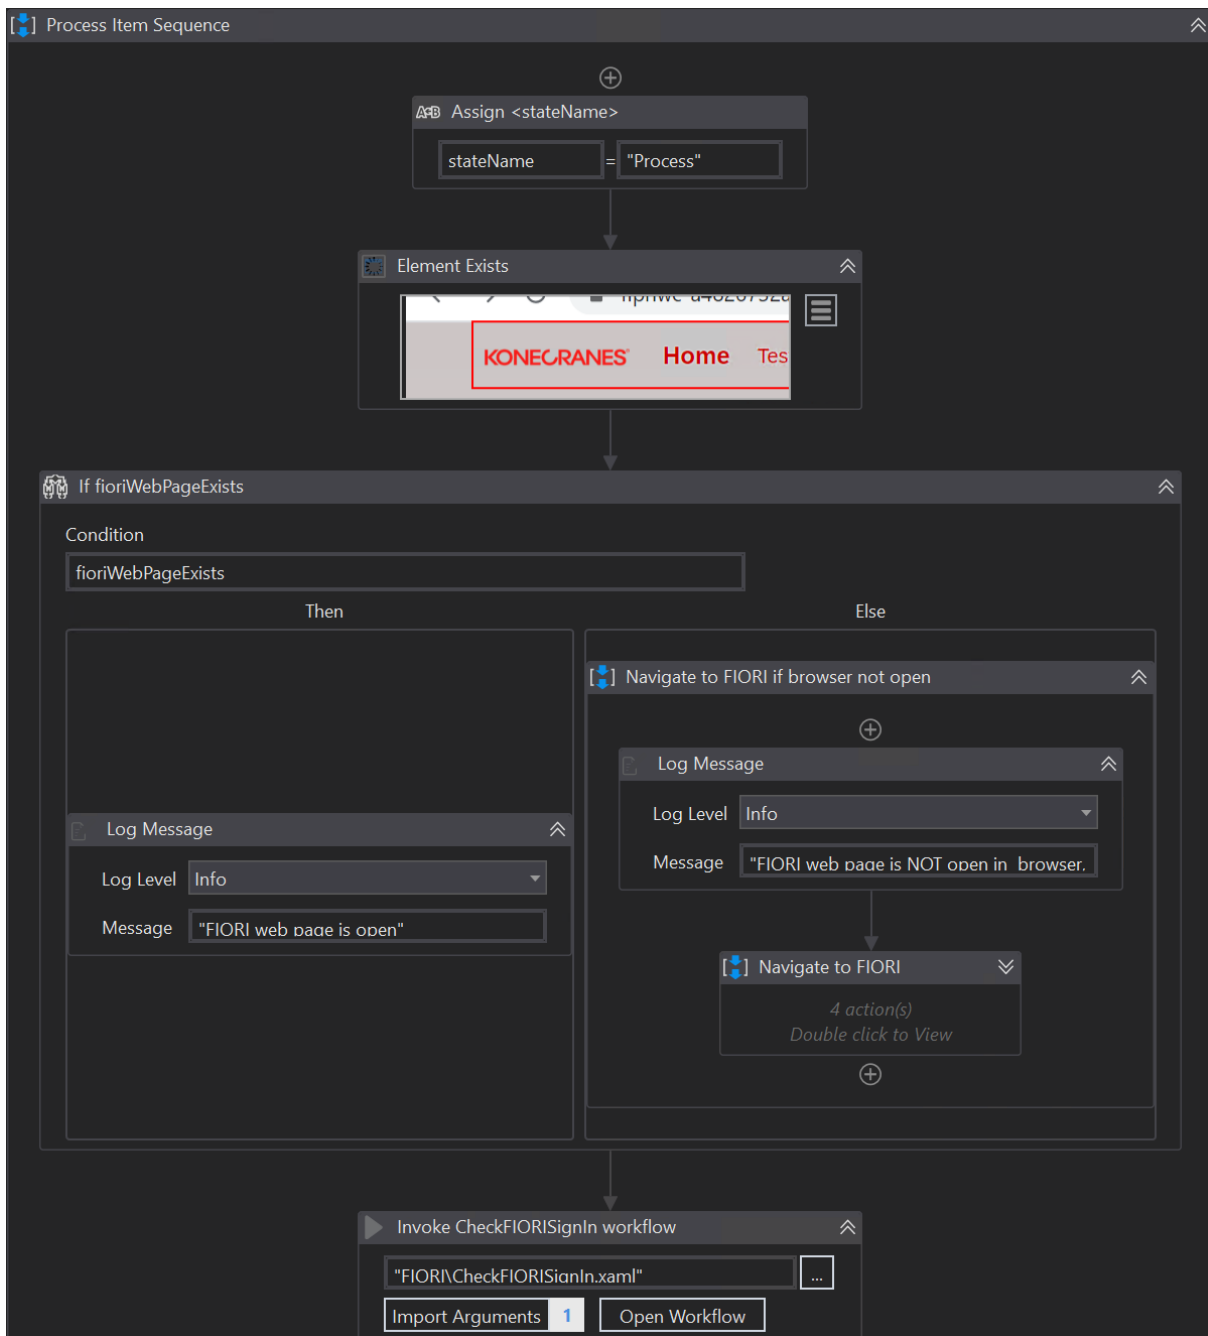 Process Item Sequence
A=B Assign <stateName>
stateName = "Process"
Element Exists
KONECRANES Home Tes
If fioriWebPageExists
Condition
fioriWebPageExists
Then Else
Navigate to FIORI if browser not open
Log Message
Log Level Info
Message "FIORI web page is NOT open in browser,
Log Message
Log Level Info
Message "FIORI web page is open"
Navigate to FIORI
4 action(s)
Double click to View
Invoke CheckFIORISignIn workflow
"FIORI\CheckFIORISignIn.xaml" ...
Import Arguments 1 Open Workflow